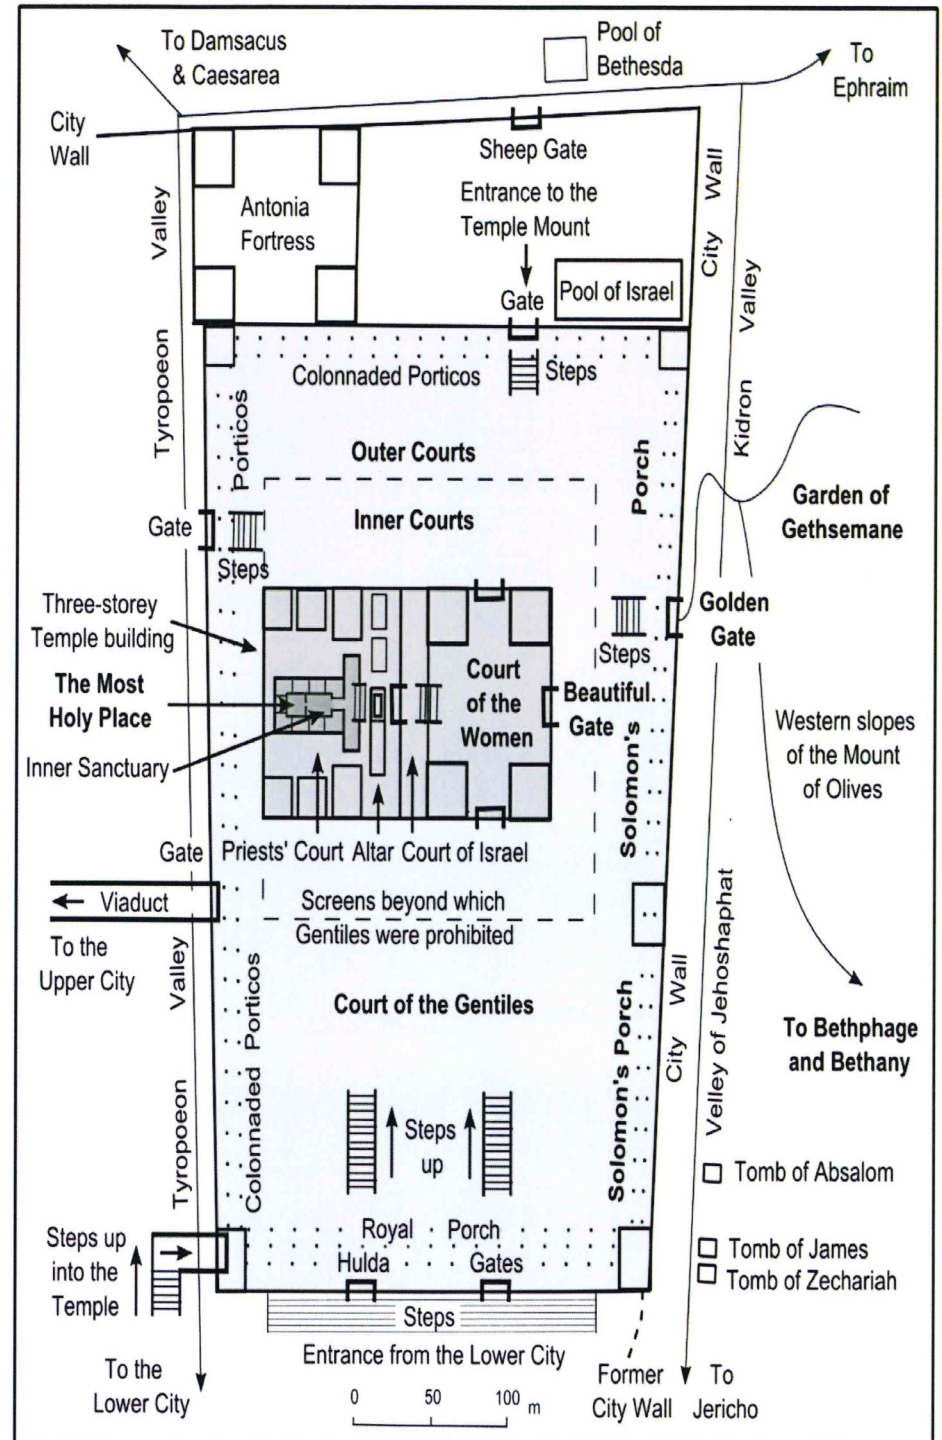 To Damsacus
& Caesarea
Pool of
Bethesda
To
Ephraim
City
Wall
Sheep Gate
Entrance to the
Temple Mount
Antonia
Fortress
Valley
City Wall
Gate
Pool of Israel
Valley
Colonnaded Porticos
Steps
Tyropoeon
Porticos
Kidron
Outer Courts
Porch
Inner Courts
Garden of
Gethsemane
Gate
Steps
Three-storey
Temple building
Golden
Gate
Steps
The Most
Holy Place
Court
of the
Women
Beautiful
Gate
Inner Sanctuary
Western slopes
of the Mount
of Olives
Solomon's
Gate
Priests' Court Altar Court of Israel
Viaduct
Screens beyond which
Gentiles were prohibited
To the
Upper City
Valley
Colonnaded Porticos
Court of the Gentiles
City Wall
Velley of Jehoshaphat
Solomon's Porch
To Bethphage
and Bethany
Tyropoeon
Steps
up
Tomb of Absalom
Royal Porch
Steps up
into the
Temple
Hulda Gates
Tomb of James
Tomb of Zechariah
Steps
Entrance from the Lower City
To the
Lower City
Former
City Wall
To
Jericho
0 50 100 m